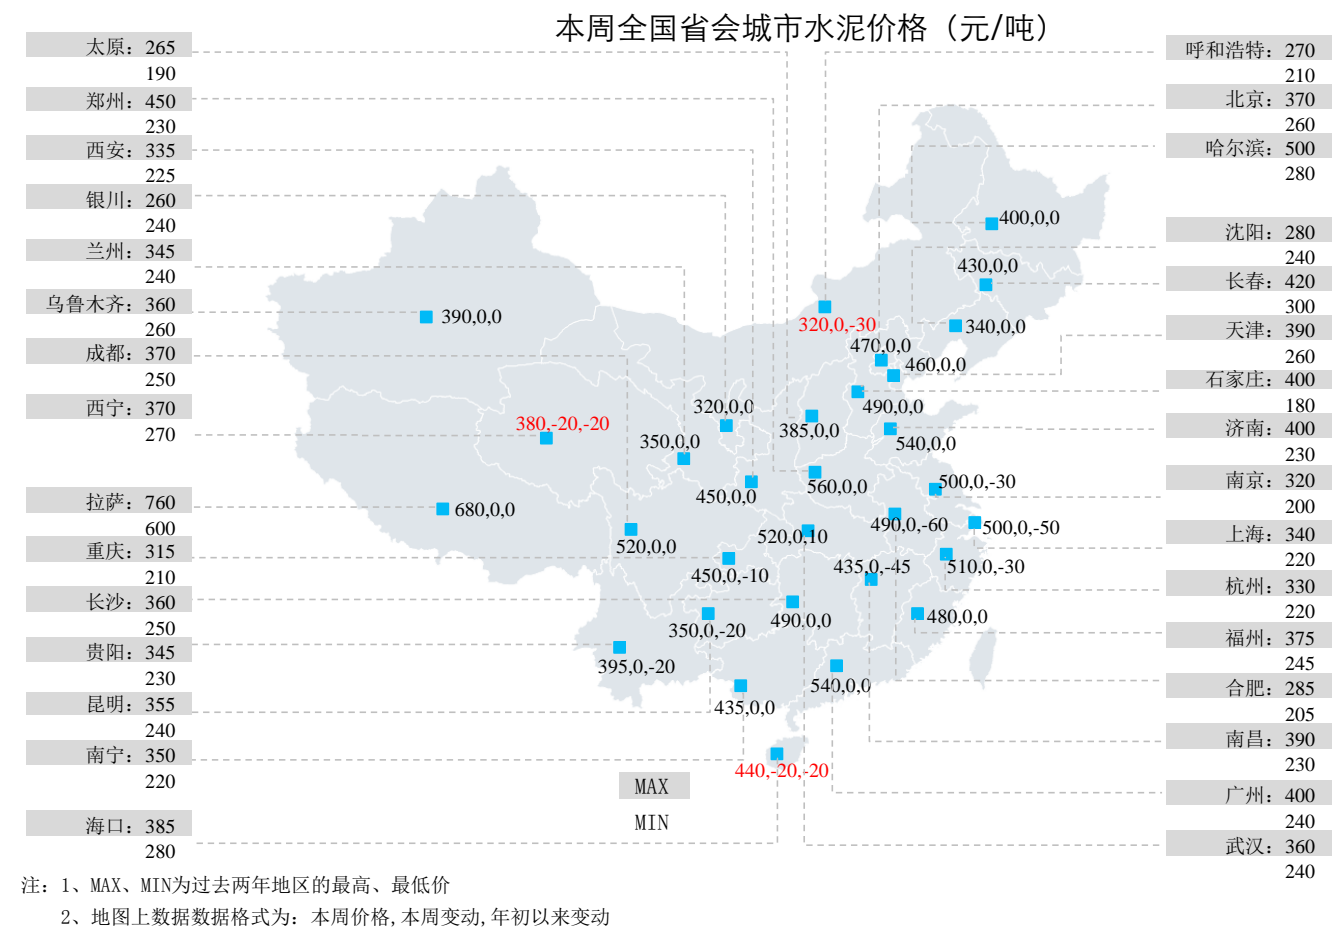 本周全国省会城市水泥价格（元/吨）
太原：265
190
郑州：450
230
西安：335
225
银川：260
240
兰州：345
240
乌鲁木齐：360
260
成都：370
250
西宁：370
270
拉萨：760
600
重庆：315
210
长沙：360
250
贵阳：345
230
昆明：355
240
南宁：350
220
海口：385
280
呼和浩特：270
210
北京：370
260
哈尔滨：500
280
沈阳：280
240
长春：420
300
天津：390
260
石家庄：400
180
济南：400
230
南京：320
200
上海：340
220
杭州：330
220
福州：375
245
合肥：285
205
南昌：390
230
广州：400
240
武汉：360
240
400,0,0
430,0,0
390,0,0
320,0,-30
340,0,0
470,0,0
460,0,0
490,0,0
320,0,0
380,-20,-20
385,0,0
540,0,0
350,0,0
450,0,0
560,0,0
500,0,-30
680,0,0
490,0,-60
500,0,-50
520,0,0
520,0,10
510,0,-30
450,0,-10
435,0,-45
490,0,0
480,0,0
350,0,-20
395,0,-20
540,0,0
435,0,0
440,-20,-20
MAX
MIN
注：1、MAX、MIN为过去两年地区的最高、最低价
2、地图上数据数据格式为：本周价格,本周变动,年初以来变动